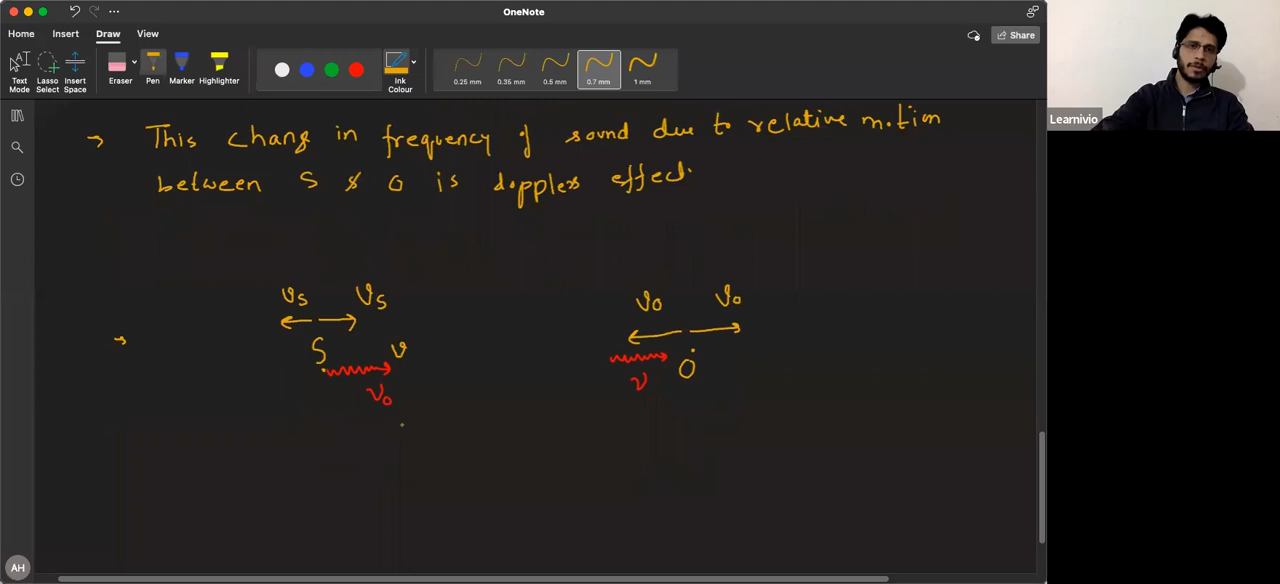 OneNote
Home Insert Draw View
Share
Text Mode
Lasso Select
Insert Space
Eraser
Pen
Marker
Highlighter
Ink Colour
0.25 mm
0.35 mm
0.5 mm
0.7 mm
1 mm
Learnivio
→ This change in frequency of sound due to relative motion
between S & O is doppler effect.
vs vs
vo vo
→ S v
O
ν
ν0
AH